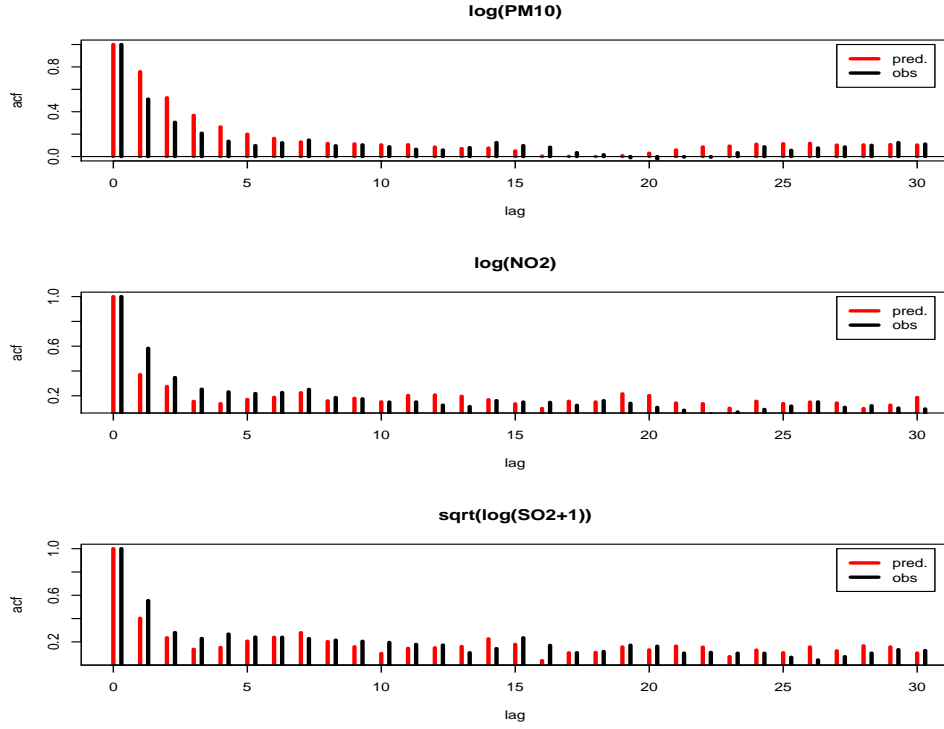 log(PM10)
acf
0.0 0.4 0.8
pred.
obs
0 5 10 15 20 25 30
lag
log(NO2)
acf
0.2 0.6 1.0
pred.
obs
0 5 10 15 20 25 30
lag
sqrt(log(SO2+1))
acf
0.2 0.6 1.0
pred.
obs
0 5 10 15 20 25 30
lag